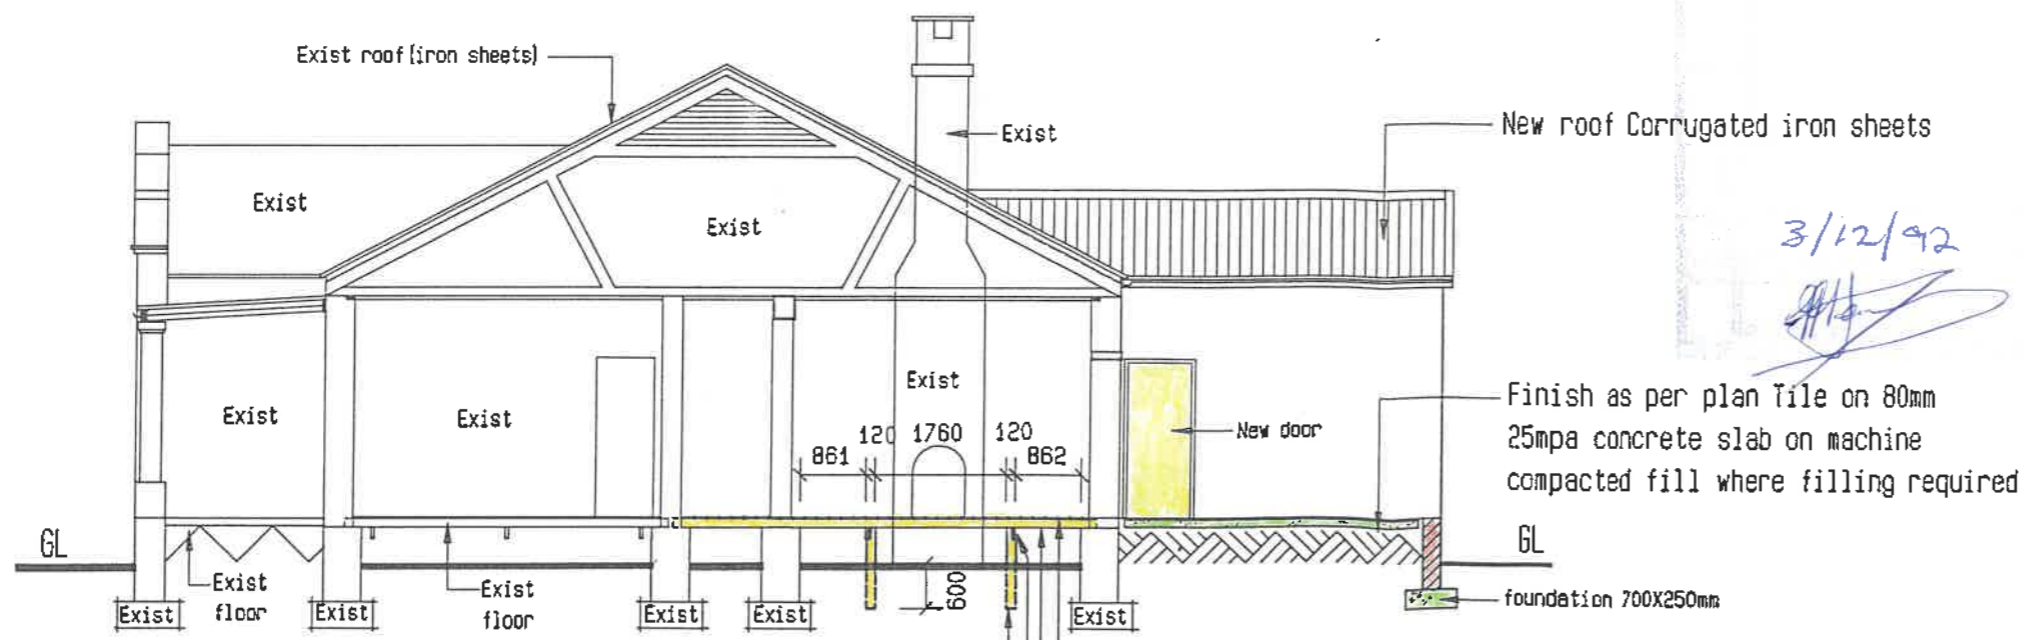 Exist roof(iron sheets)
Exist
New roof Corrugated iron sheets
Exist
Exist
3/12/92
Exist
Exist
Exist
Finish as per plan Tile on 80mm
25mpa concrete slab on machine
compacted fill where filling required
New door
120 1760 120
861 862
GL
GL
600
Exist
floor
Exist
floor
Exist
Exist
Exist
Exist
Exist
foundation 700X250mm